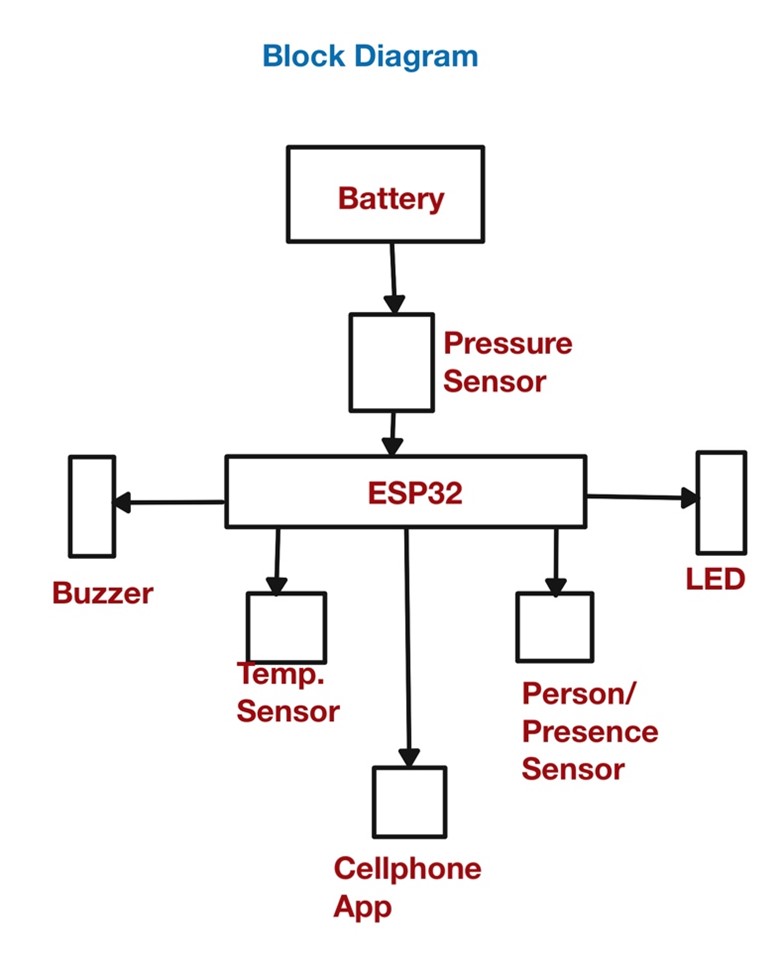 Block Diagram
Battery
Pressure
Sensor
ESP32
Buzzer
LED
Temp.
Sensor
Person/
Presence
Sensor
Cellphone
App